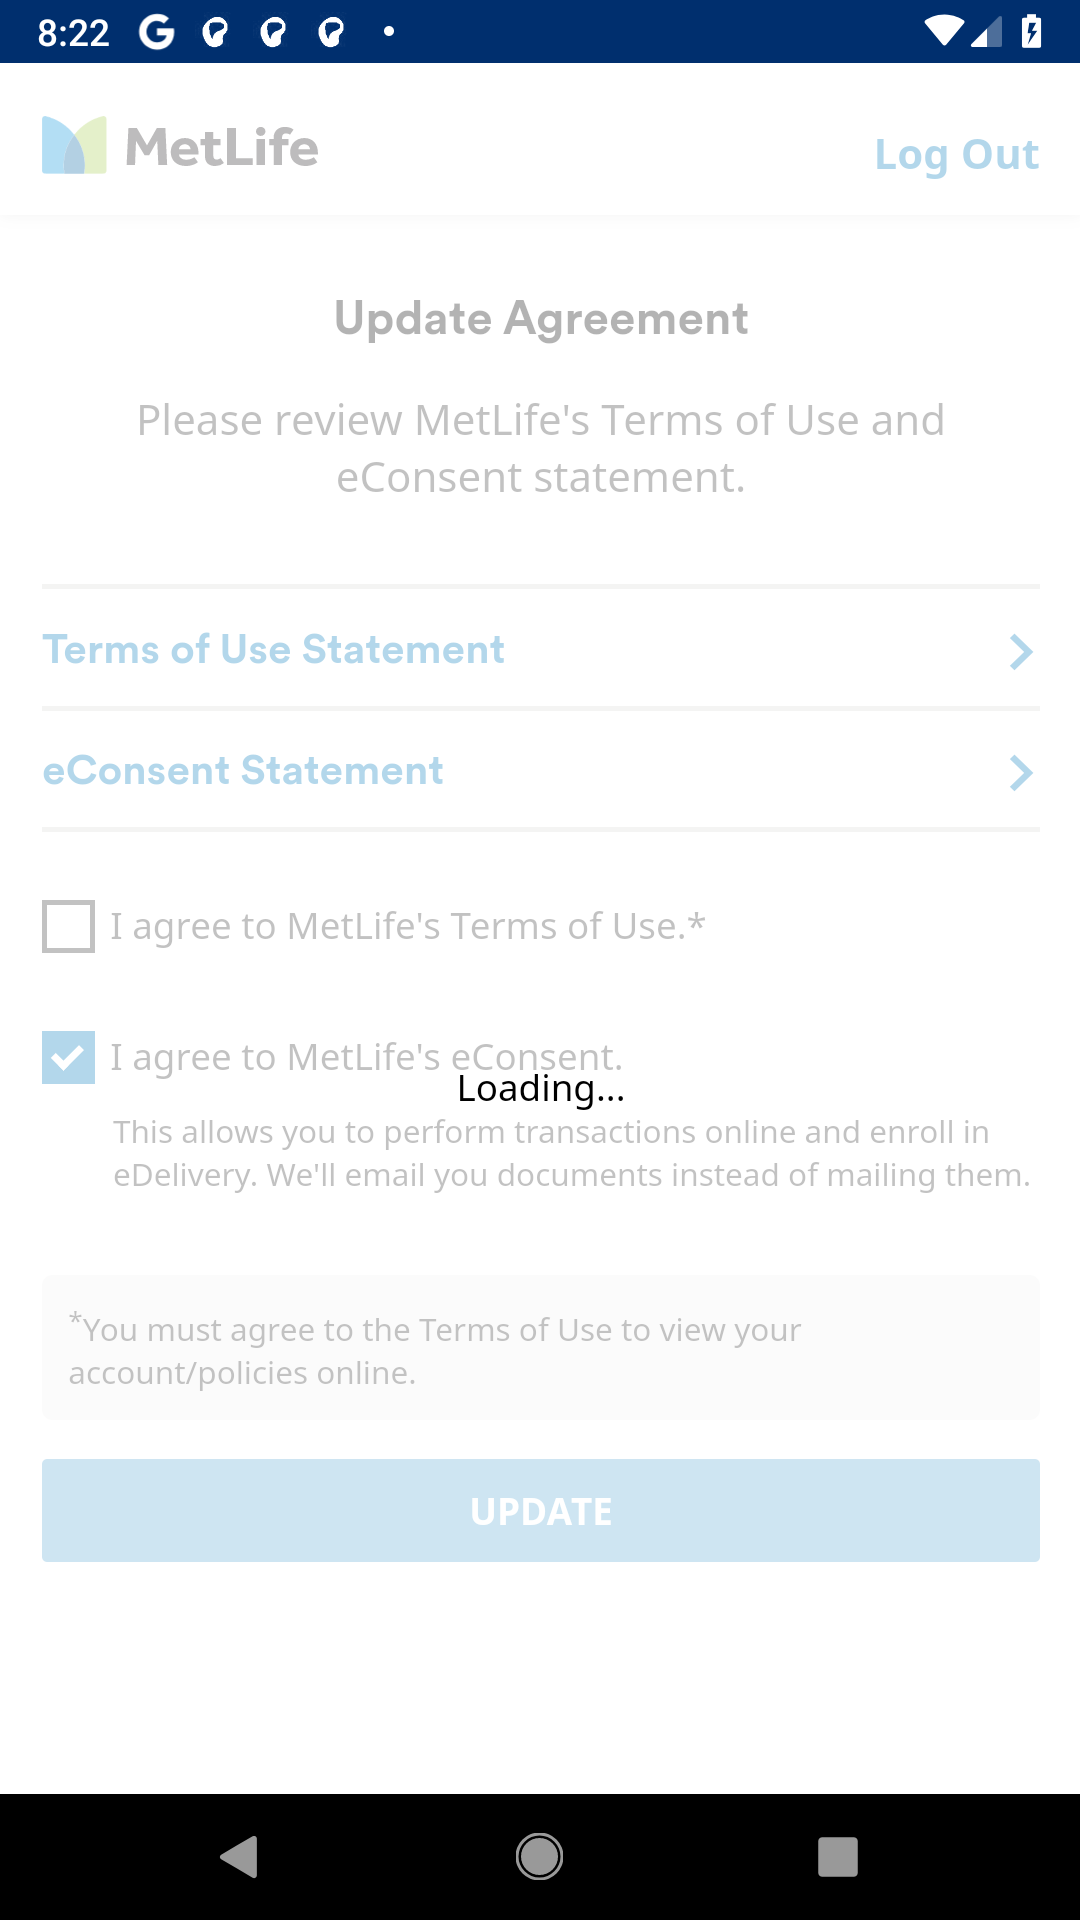 8:22
MetLife
Log Out
Update Agreement
Please review MetLife's Terms of Use and
eConsent statement.
Terms of Use Statement
eConsent Statement
I agree to MetLife's Terms of Use.*
I agree to MetLife's eConsent.
Loading...
This allows you to perform transactions online and enroll in
eDelivery. We'll email you documents instead of mailing them.
*You must agree to the Terms of Use to view your
account/policies online.
UPDATE